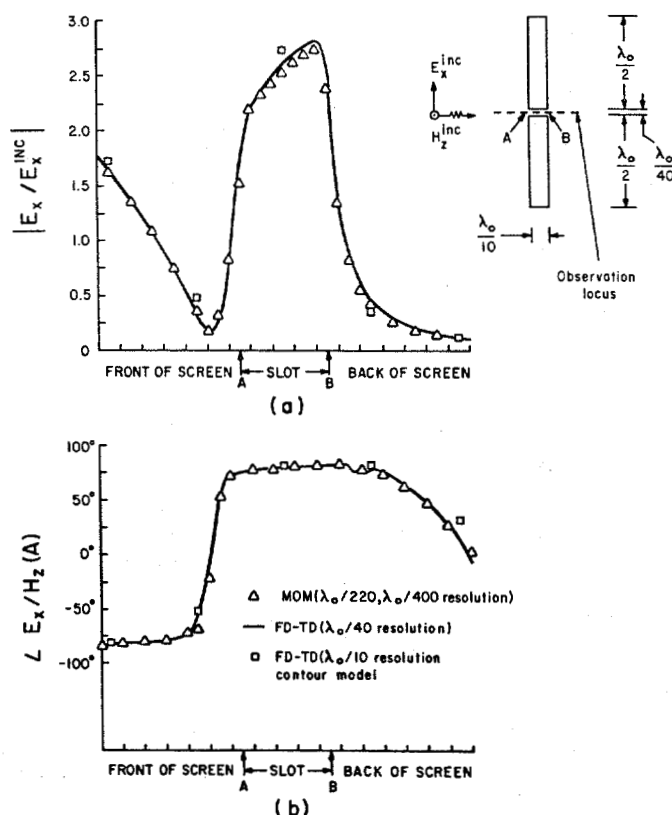 3.0
2.5
2.0
1.5
1.0
0.5
0
|E_x/E_x^INC|
FRONT OF SCREEN
A
SLOT
B
BACK OF SCREEN
(a)
E_x^inc
H_z^inc
A
B
λ_o/2
λ_o/2
λ_o/40
λ_o/10
Observation
locus
100°
50°
0°
-50°
-100°
∠ E_x/H_z(A)
△ MOM(λ_o/220, λ_o/400 resolution)
— FD-TD(λ_o/40 resolution)
□ FD-TD(λ_o/10 resolution
contour model
FRONT OF SCREEN
A
SLOT
B
BACK OF SCREEN
(b)